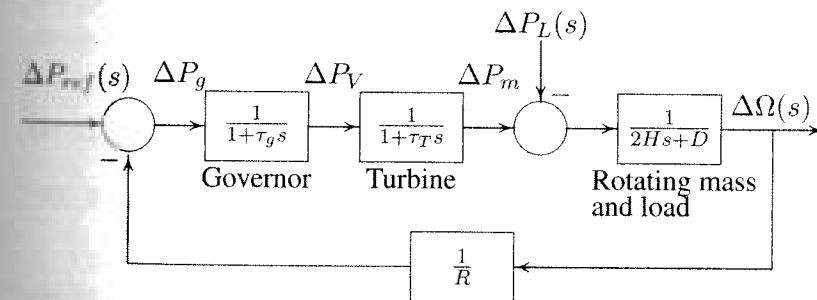 ΔP_L(s)
ΔP_ref(s)
ΔP_g
ΔP_V
ΔP_m
ΔΩ(s)
−
−
1/(1+τ_g s)
1/(1+τ_T s)
1/(2Hs+D)
Governor
Turbine
Rotating mass
and load
1/R